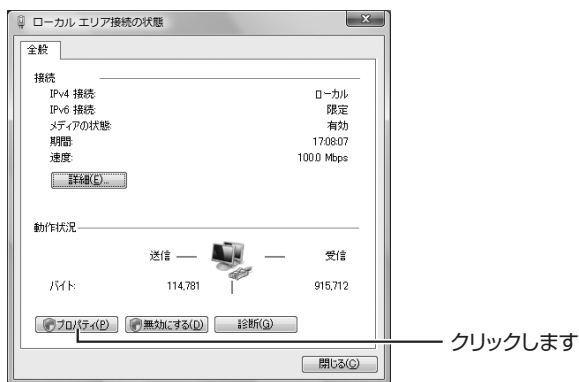 ローカル エリア接続の状態
全般
接続
IPv4 接続: ローカル
IPv6 接続: 限定
メディアの状態: 有効
期間: 17:08:07
速度: 100.0 Mbps
詳細(E)...
動作状況
送信 受信
バイト: 114,781 915,712
プロパティ(P) 無効にする(D) 診断(G)
クリックします
閉じる(C)